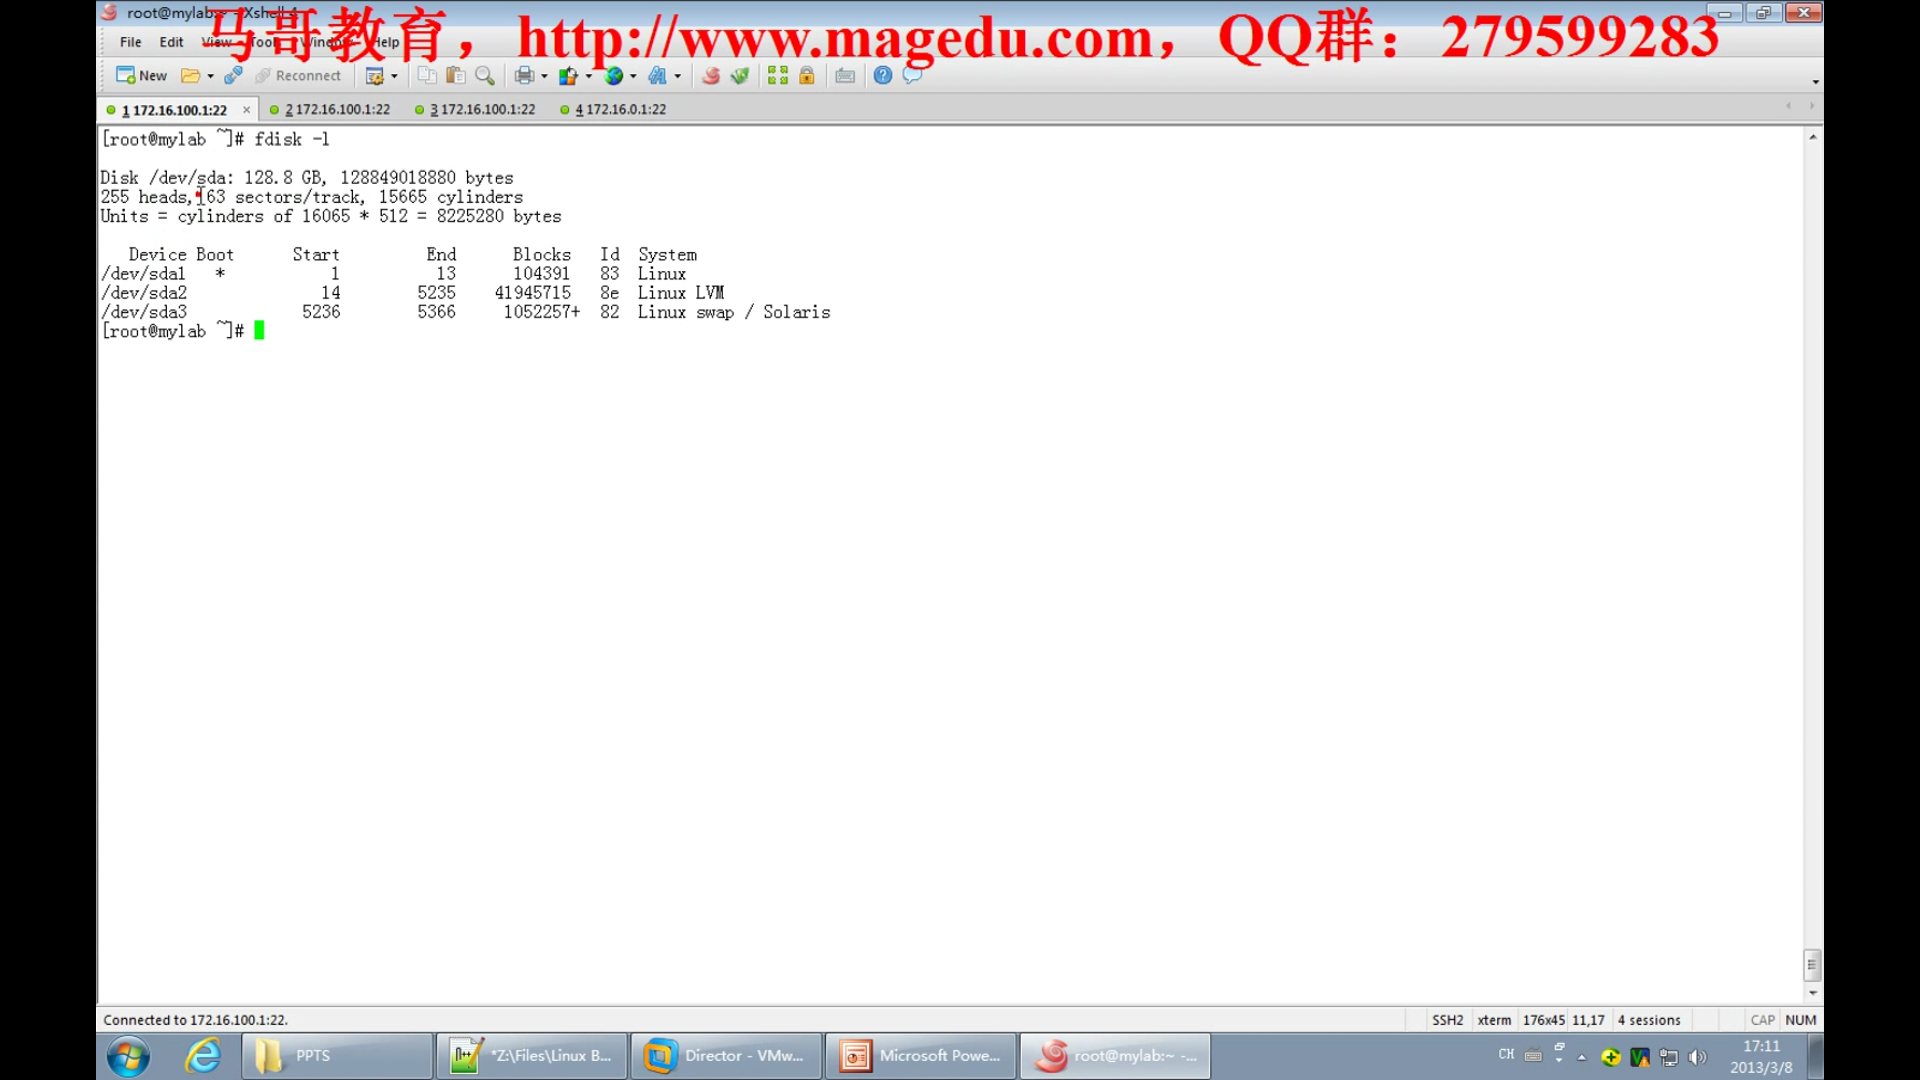 root@mylab:~ - Xshell 4
马哥教育，http://www.magedu.com，QQ群：279599283
File Edit View Tools Window Help
New Reconnect
1 172.16.100.1:22 2 172.16.100.1:22 3 172.16.100.1:22 4 172.16.0.1:22
[root@mylab ~]# fdisk -l
Disk /dev/sda: 128.8 GB, 128849018880 bytes
255 heads, 63 sectors/track, 15665 cylinders
Units = cylinders of 16065 * 512 = 8225280 bytes
Device Boot Start End Blocks Id System
/dev/sda1 * 1 13 104391 83 Linux
/dev/sda2 14 5235 41945715 8e Linux LVM
/dev/sda3 5236 5366 1052257+ 82 Linux swap / Solaris
[root@mylab ~]#
Connected to 172.16.100.1:22. SSH2 xterm 176x45 11,17 4 sessions CAP NUM
PPTS *Z:\Files\Linux B... Director - VMw... Microsoft Powe... root@mylab:~ -... CH 17:11
2013/3/8